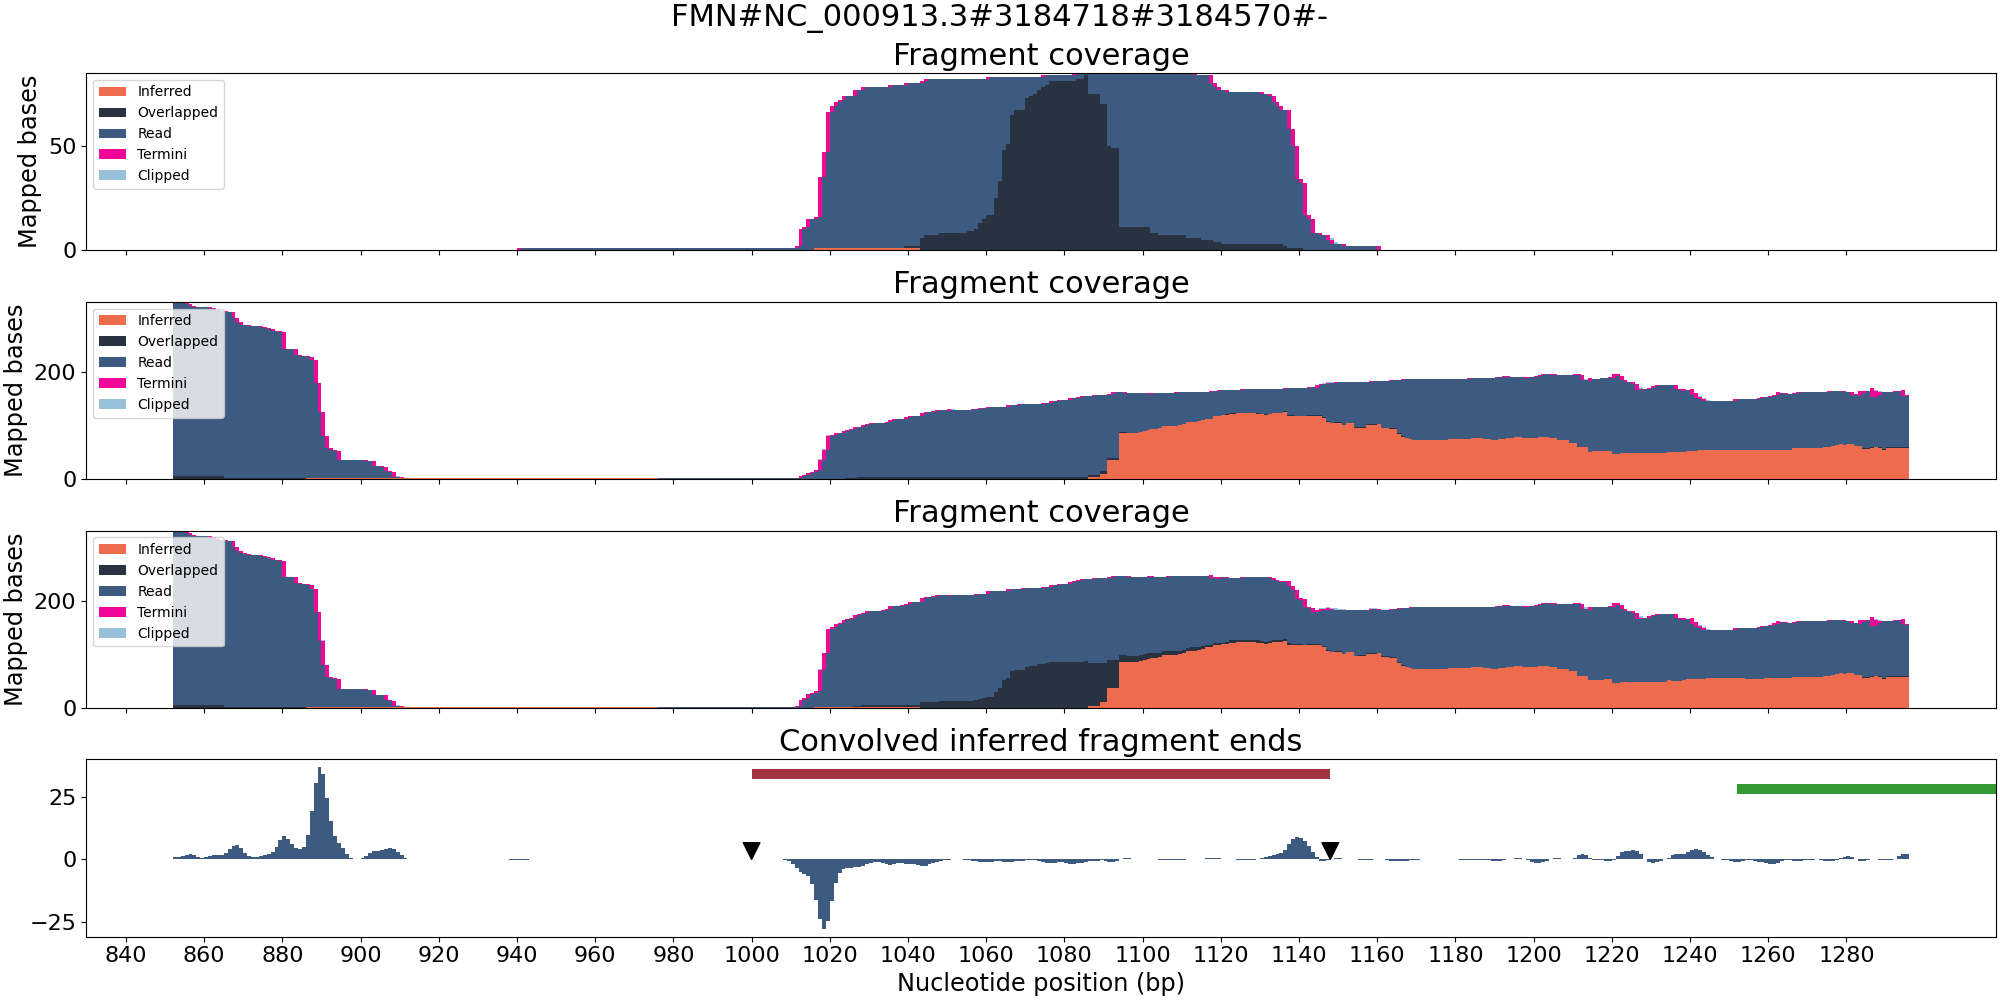 FMN#NC_000913.3#3184718#3184570#-
Fragment coverage
Mapped bases
50
0
Inferred
Overlapped
Read
Termini
Clipped
Fragment coverage
Mapped bases
200
0
Inferred
Overlapped
Read
Termini
Clipped
Fragment coverage
Mapped bases
200
0
Inferred
Overlapped
Read
Termini
Clipped
Convolved inferred fragment ends
25
0
−25
840 860 880 900 920 940 960 980 1000 1020 1040 1060 1080 1100 1120 1140 1160 1180 1200 1220 1240 1260 1280
Nucleotide position (bp)